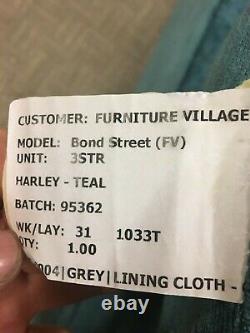 CUSTOMER: FURNITURE VILLAGE
MODEL: Bond Street (FV)
UNIT: 3STR
HARLEY - TEAL
BATCH: 95362
WK/LAY: 31 1033T
QTY: 1.00
004|GREY|LINING CLOTH -
ebay